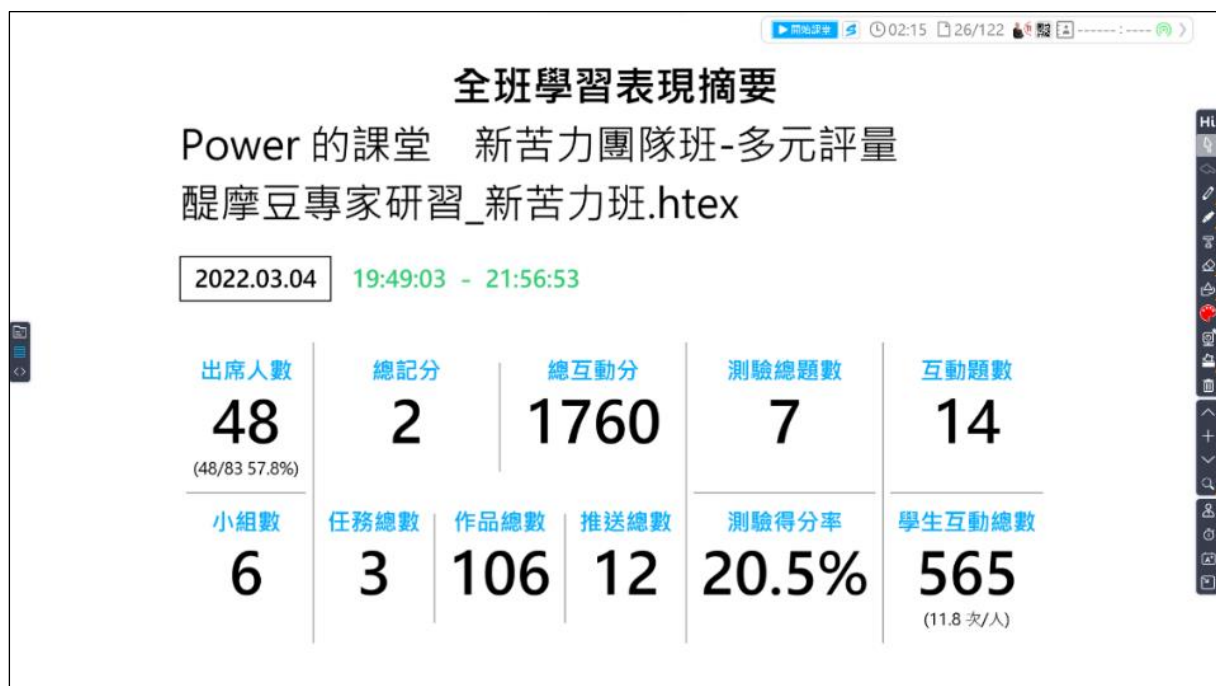 開始課堂 02:15 26/122 ------ : ----
全班學習表現摘要
Power 的課堂 新苦力團隊班-多元評量
醍摩豆專家研習_新苦力班.htex
2022.03.04 19:49:03 - 21:56:53
HiT
出席人數 總記分 總互動分 測驗總題數 互動題數
48 2 1760 7 14
(48/83 57.8%)
小組數 任務總數 作品總數 推送總數 測驗得分率 學生互動總數
6 3 106 12 20.5% 565
(11.8 次/人)